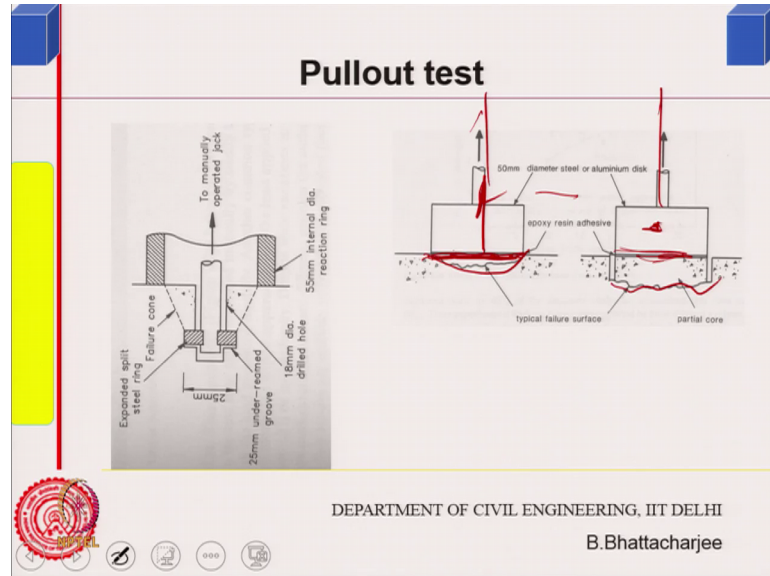 Pullout test
To manually
operated jack
55mm internal dia.
reaction ring
Failure cone
Expanded split
steel ring
18mm dia.
drilled hole
25mm
25mm under-reamed
groove
50mm diameter steel or aluminium disk
epoxy resin adhesive
typical failure surface
partial core
DEPARTMENT OF CIVIL ENGINEERING, IIT DELHI
B.Bhattacharjee
NPTEL